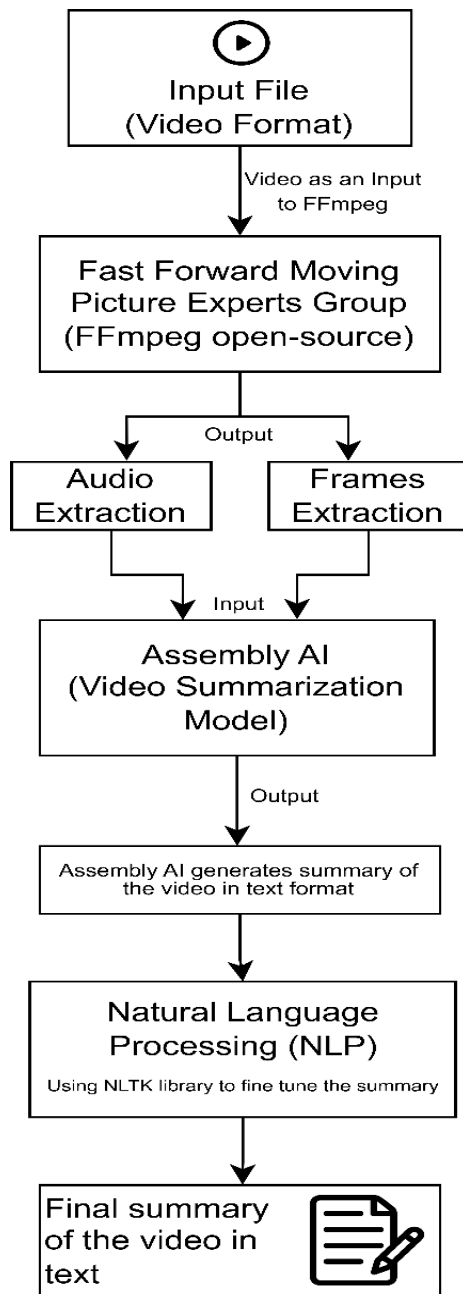 Input File
(Video Format)
Video as an Input
to FFmpeg
Fast Forward Moving
Picture Experts Group
(FFmpeg open-source)
Output
Audio
Extraction
Frames
Extraction
Input
Assembly AI
(Video Summarization
Model)
Output
Assembly AI generates summary of
the video in text format
Natural Language
Processing (NLP)
Using NLTK library to fine tune the summary
Final summary
of the video in
text